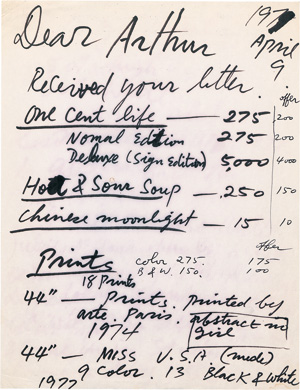 197
Dear Arthur April
9
Received your letter.
offer
One Cent life — 275 200
Nomal Edition 275 200
Deluxe (Sign Edition) 5,000 4000
Hot & Sour Soup — 250 150
Chinese moonlight — 15 10
offer
Prints color 275. 175
B & W. 150. 100
18 Prints
44" — Prints. Printed by
arte. Paris. Abstract in
1974 girl
44" — MISS U.S.A. (nude)
1972 9 Color. 13 Black & White